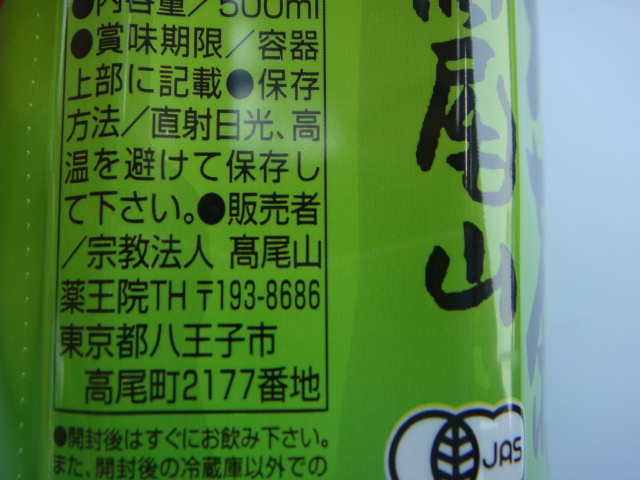 ●内容量/500ml
●賞味期限/容器
上部に記載●保存
方法/直射日光、高
温を避けて保存し
て下さい。●販売者
/宗教法人 髙尾山
薬王院TH 〒193-8686
東京都八王子市
高尾町2177番地
●開封後はすぐにお飲み下さい。
また、開封後の冷蔵庫以外での
尾山
JAS